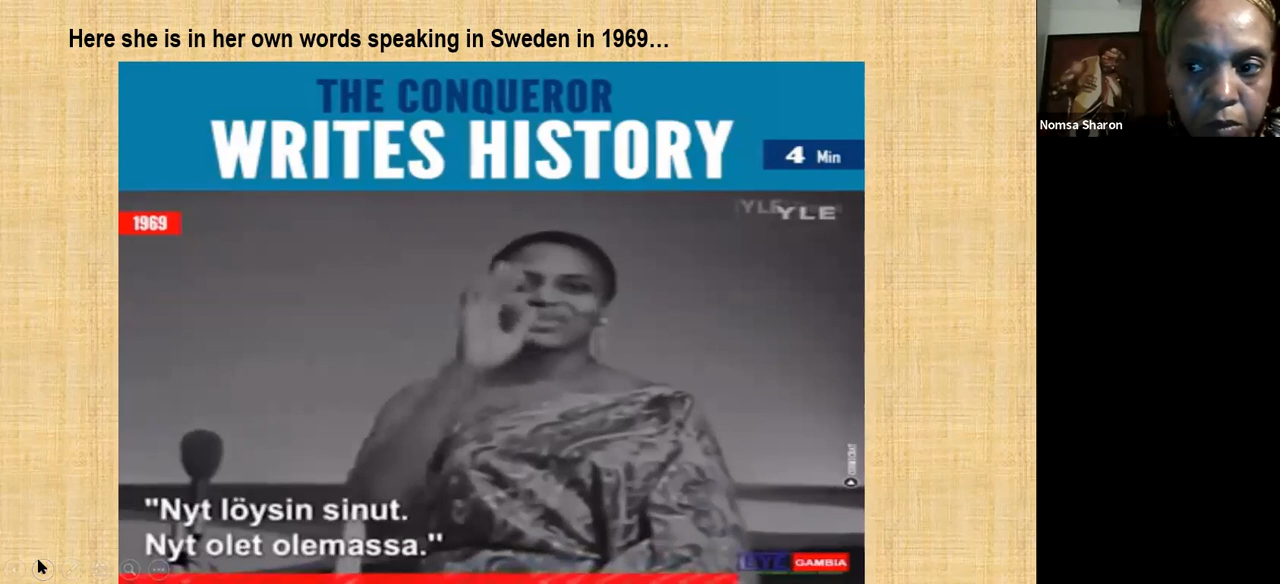 Here she is in her own words speaking in Sweden in 1969…
THE CONQUEROR
WRITES HISTORY
4 Min
1969
YLE
YLE
"Nyt löysin sinut.
Nyt olet olemassa."
GAMBIA
Nomsa Sharon